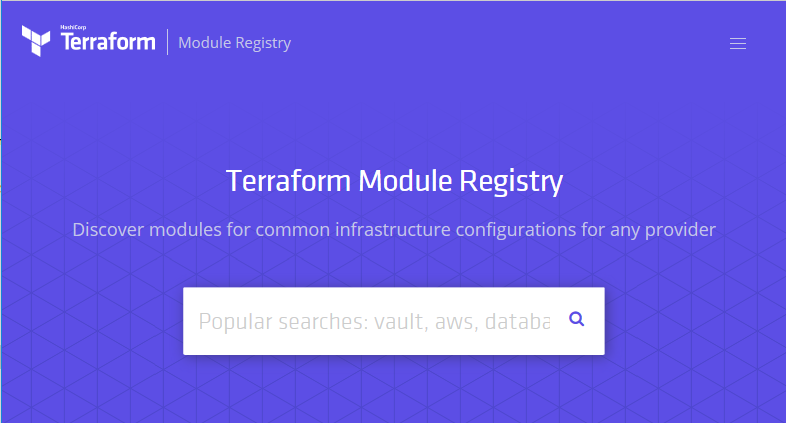 HashiCorp
Terraform
Module Registry
Terraform Module Registry
Discover modules for common infrastructure configurations for any provider
Popular searches: vault, aws, databa